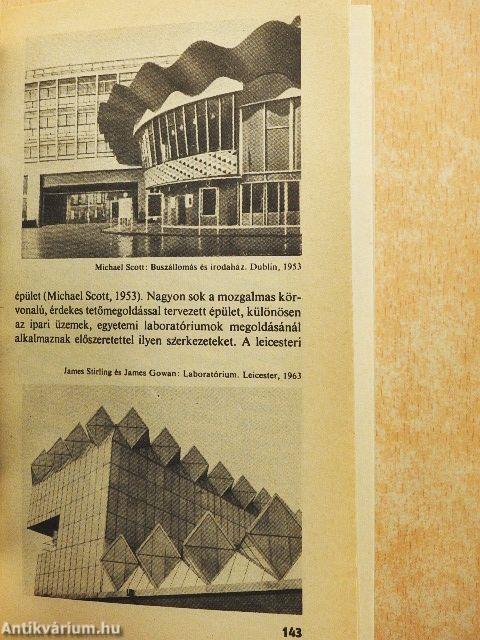 Michael Scott: Buszállomás és irodaház. Dublin, 1953
épület (Michael Scott, 1953). Nagyon sok a mozgalmas kör-
vonalú, érdekes tetőmegoldással tervezett épület, különösen
az ipari üzemek, egyetemi laboratóriumok megoldásánál
alkalmaznak előszeretettel ilyen szerkezeteket. A leicesteri
James Stirling és James Gowan: Laboratórium. Leicester, 1963
143
Antikvárium.hu